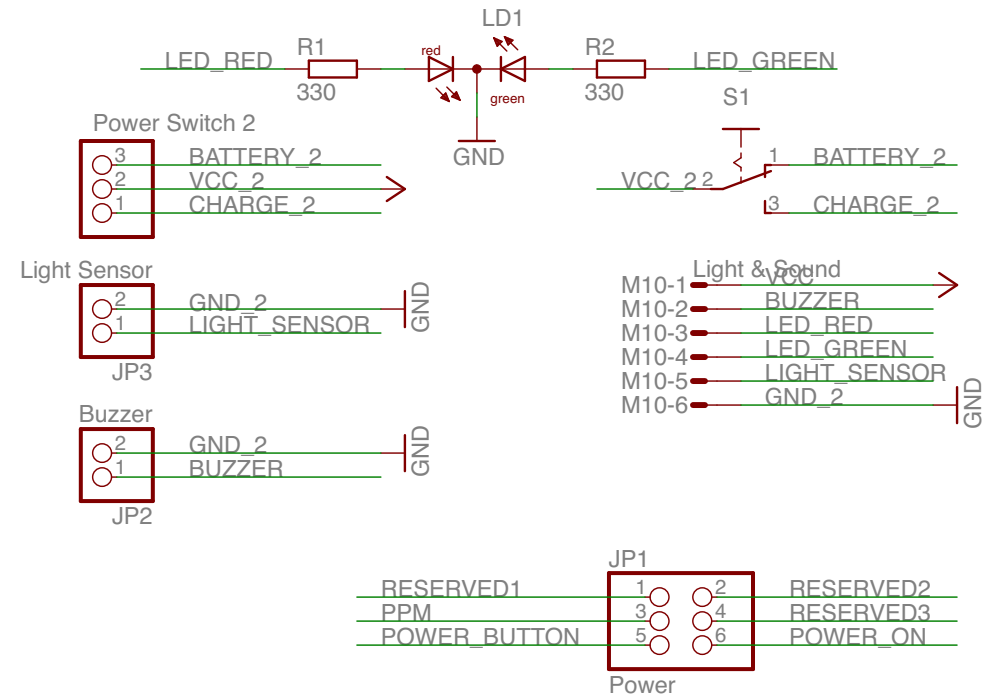 LD1
R1
red
R2
LED_RED
LED_GREEN
330
green
330
GND
S1
Power Switch 2
3 BATTERY_2
2 VCC_2
1 CHARGE_2
1 BATTERY_2
VCC_2 2
3 CHARGE_2
Light Sensor
2 GND_2 GND
1 LIGHT_SENSOR
JP3
Light & Sound
M10-1 VCC
M10-2 BUZZER
M10-3 LED_RED
M10-4 LED_GREEN
M10-5 LIGHT_SENSOR
M10-6 GND_2 GND
Buzzer
2 GND_2 GND
1 BUZZER
JP2
JP1
RESERVED1 1 2 RESERVED2
PPM 3 4 RESERVED3
POWER_BUTTON 5 6 POWER_ON
Power